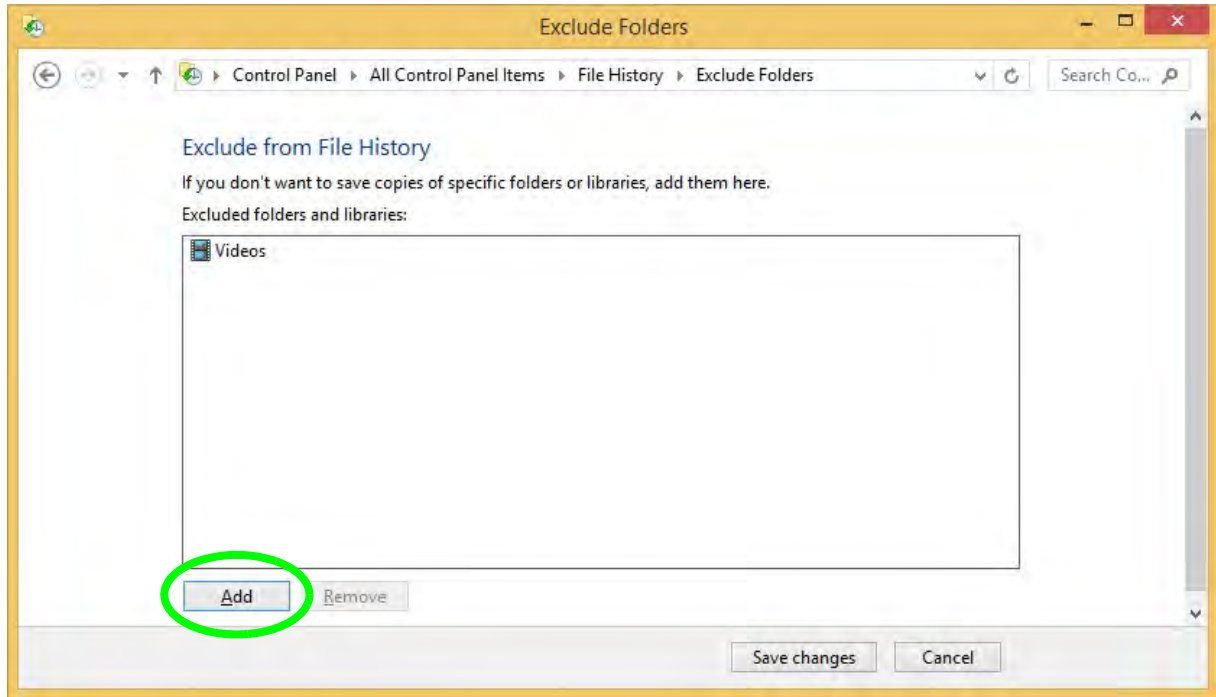 Exclude Folders
Control Panel All Control Panel Items File History Exclude Folders Search Co...
Exclude from File History
If you don't want to save copies of specific folders or libraries, add them here.
Excluded folders and libraries:
Videos
Add Remove
Save changes Cancel